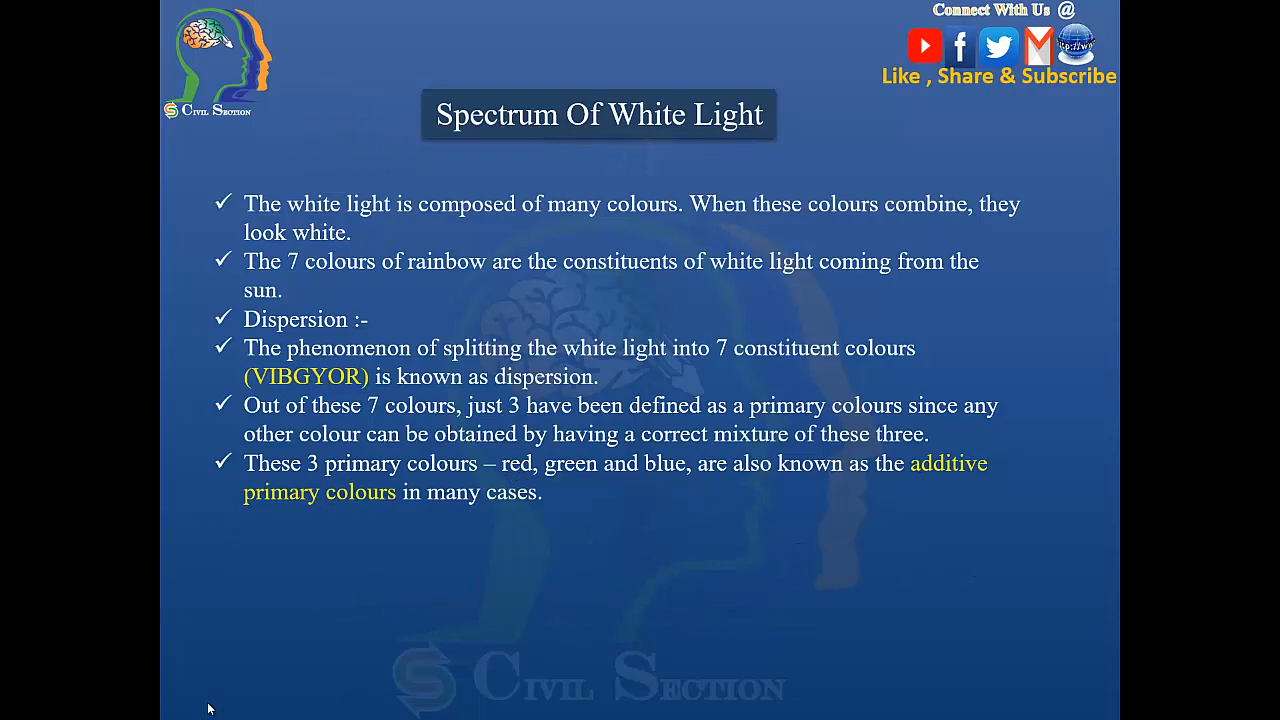 Connect With Us @
http://ww
Like , Share & Subscribe
CIVIL SECTION
Spectrum Of White Light
✓ The white light is composed of many colours. When these colours combine, they
look white.
✓ The 7 colours of rainbow are the constituents of white light coming from the
sun.
✓ Dispersion :-
✓ The phenomenon of splitting the white light into 7 constituent colours
(VIBGYOR) is known as dispersion.
✓ Out of these 7 colours, just 3 have been defined as a primary colours since any
other colour can be obtained by having a correct mixture of these three.
✓ These 3 primary colours – red, green and blue, are also known as the additive
primary colours in many cases.
CIVIL SECTION